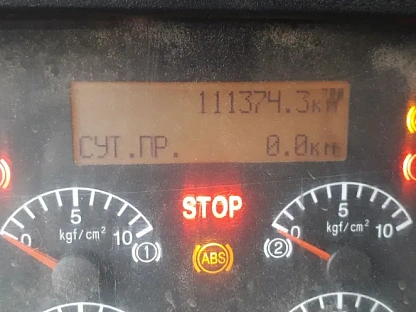 111374.3км
СУТ.ПР. 0.0км
STOP
0 5 10 kgf/cm² 1
ABS
2 0 5 10 kgf/cm²